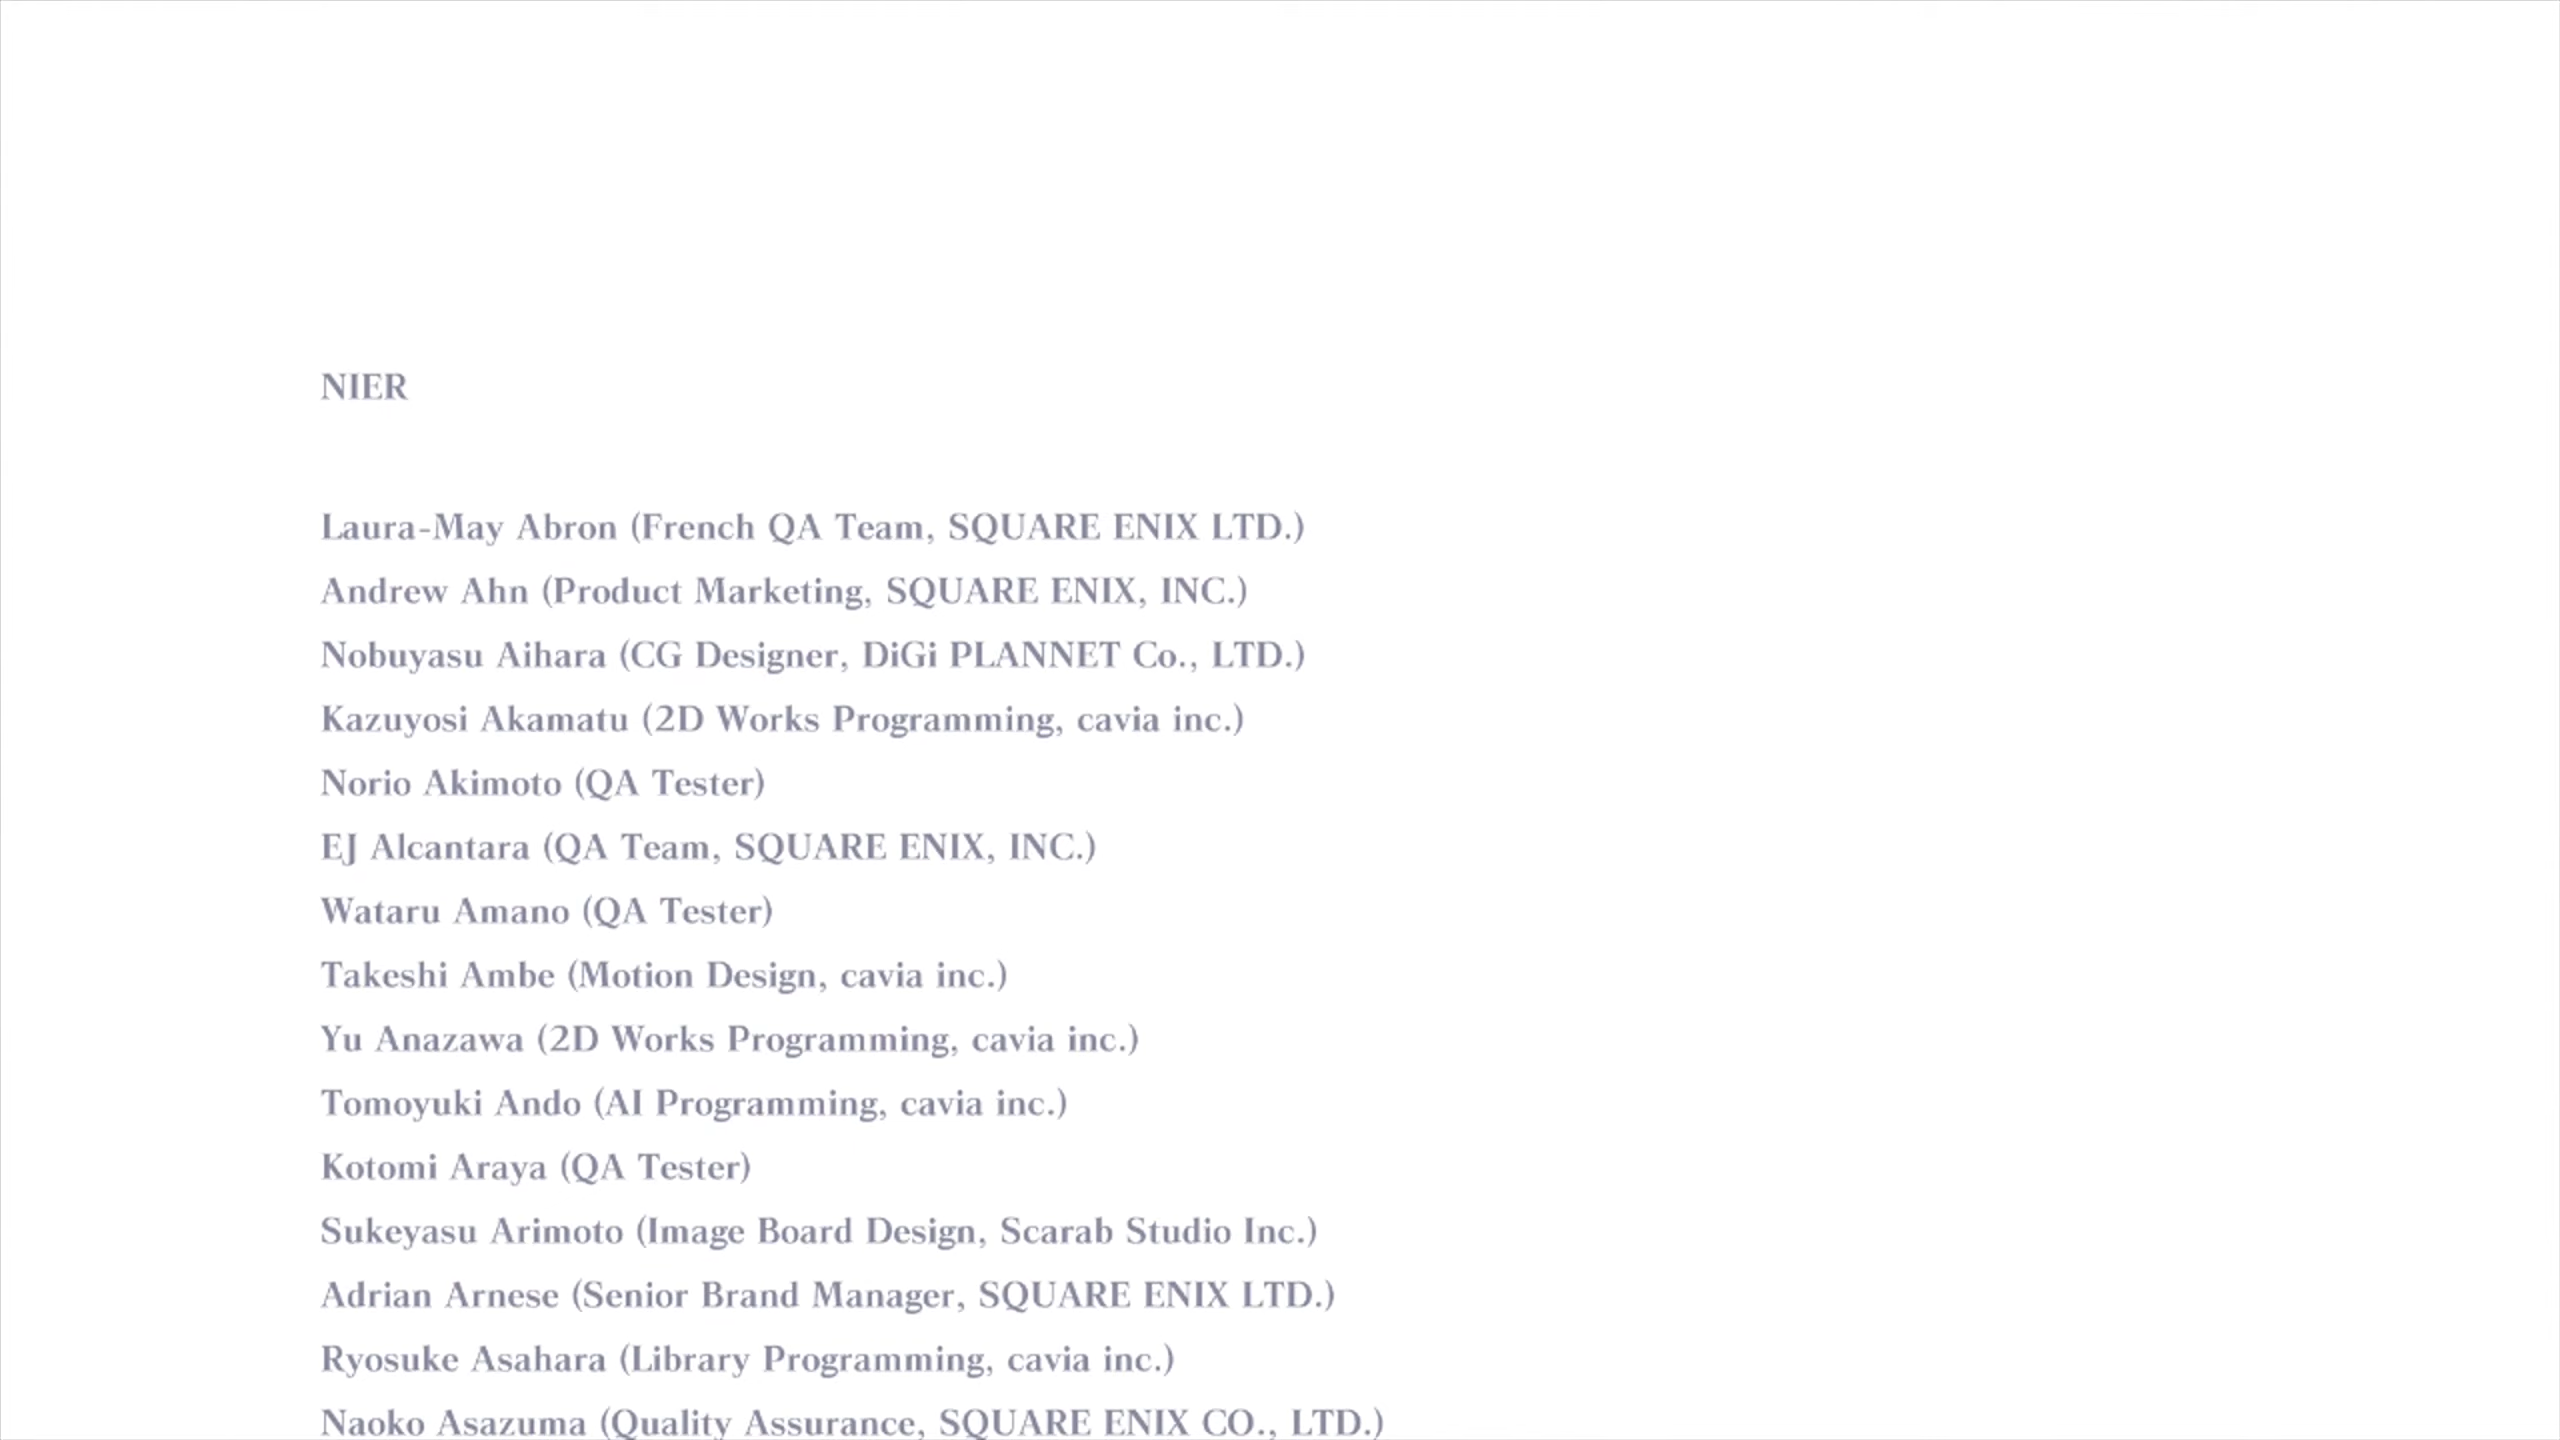 NIER
Laura-May Abron (French QA Team, SQUARE ENIX LTD.)
Andrew Ahn (Product Marketing, SQUARE ENIX, INC.)
Nobuyasu Aihara (CG Designer, DiGi PLANNET Co., LTD.)
Kazuyosi Akamatu (2D Works Programming, cavia inc.)
Norio Akimoto (QA Tester)
EJ Alcantara (QA Team, SQUARE ENIX, INC.)
Wataru Amano (QA Tester)
Takeshi Ambe (Motion Design, cavia inc.)
Yu Anazawa (2D Works Programming, cavia inc.)
Tomoyuki Ando (AI Programming, cavia inc.)
Kotomi Araya (QA Tester)
Sukeyasu Arimoto (Image Board Design, Scarab Studio Inc.)
Adrian Arnese (Senior Brand Manager, SQUARE ENIX LTD.)
Ryosuke Asahara (Library Programming, cavia inc.)
Naoko Asazuma (Quality Assurance, SQUARE ENIX CO., LTD.)